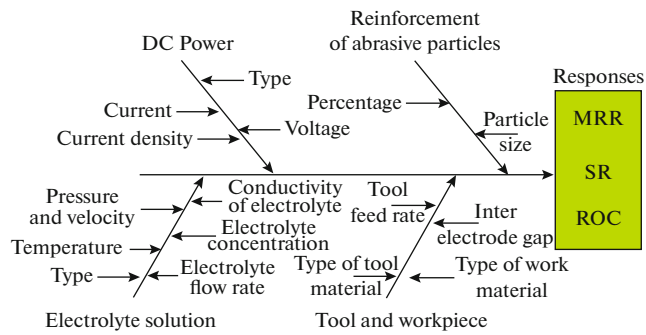 DC Power
Reinforcement
of abrasive particles
Type
Current
Current density
Voltage
Percentage
Particle
size
Responses
MRR
SR
ROC
Pressure
and velocity
Conductivity
of electrolyte
Temperature
Electrolyte
concentration
Type
Electrolyte
flow rate
Electrolyte solution
Tool
feed rate
Inter
electrode gap
Type of tool
material
Type of work
material
Tool and workpiece